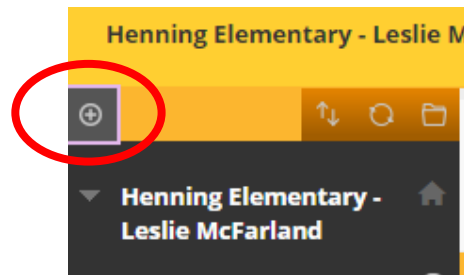 Henning Elementary - Leslie M
Henning Elementary -
Leslie McFarland